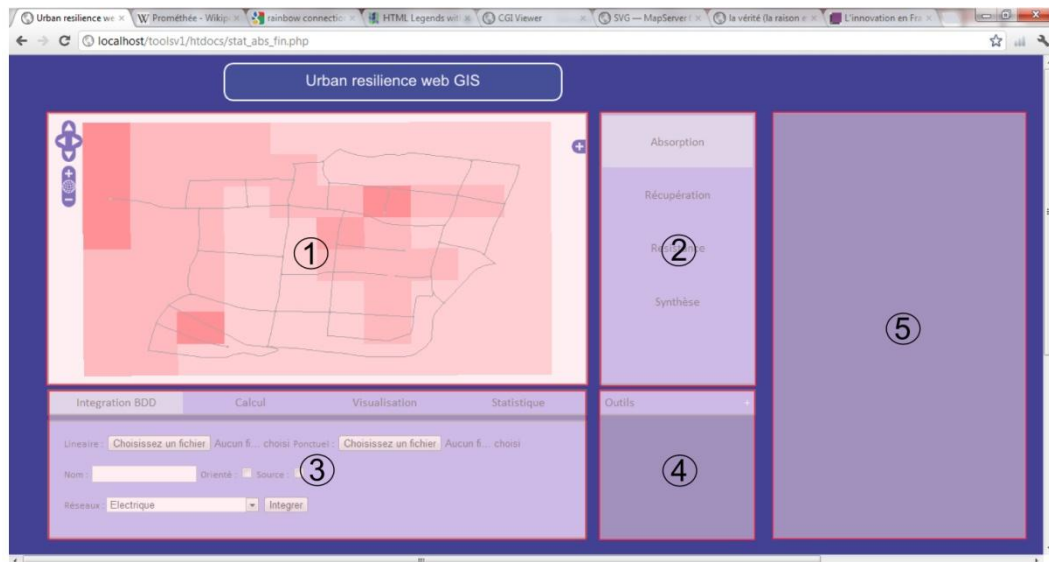 Urban resilience we
Prométhée - Wikip
rainbow connectio
HTML Legends wit
CGI Viewer
SVG — MapServer
la vérité (la raison e
L'innovation en Fra
localhost/toolsv1/htdocs/stat_abs_fin.php
Urban resilience web GIS
Absorption
Récupération
Resistence
Synthèse
1
2
5
Integration BDD Calcul Visualisation Statistique
Outils +
Lineaire : Choisissez un fichier Aucun fi... choisi Ponctuel : Choisissez un fichier Aucun fi... choisi
Nom : Orienté : Source :
3
4
Réseaux : Electrique Integrer